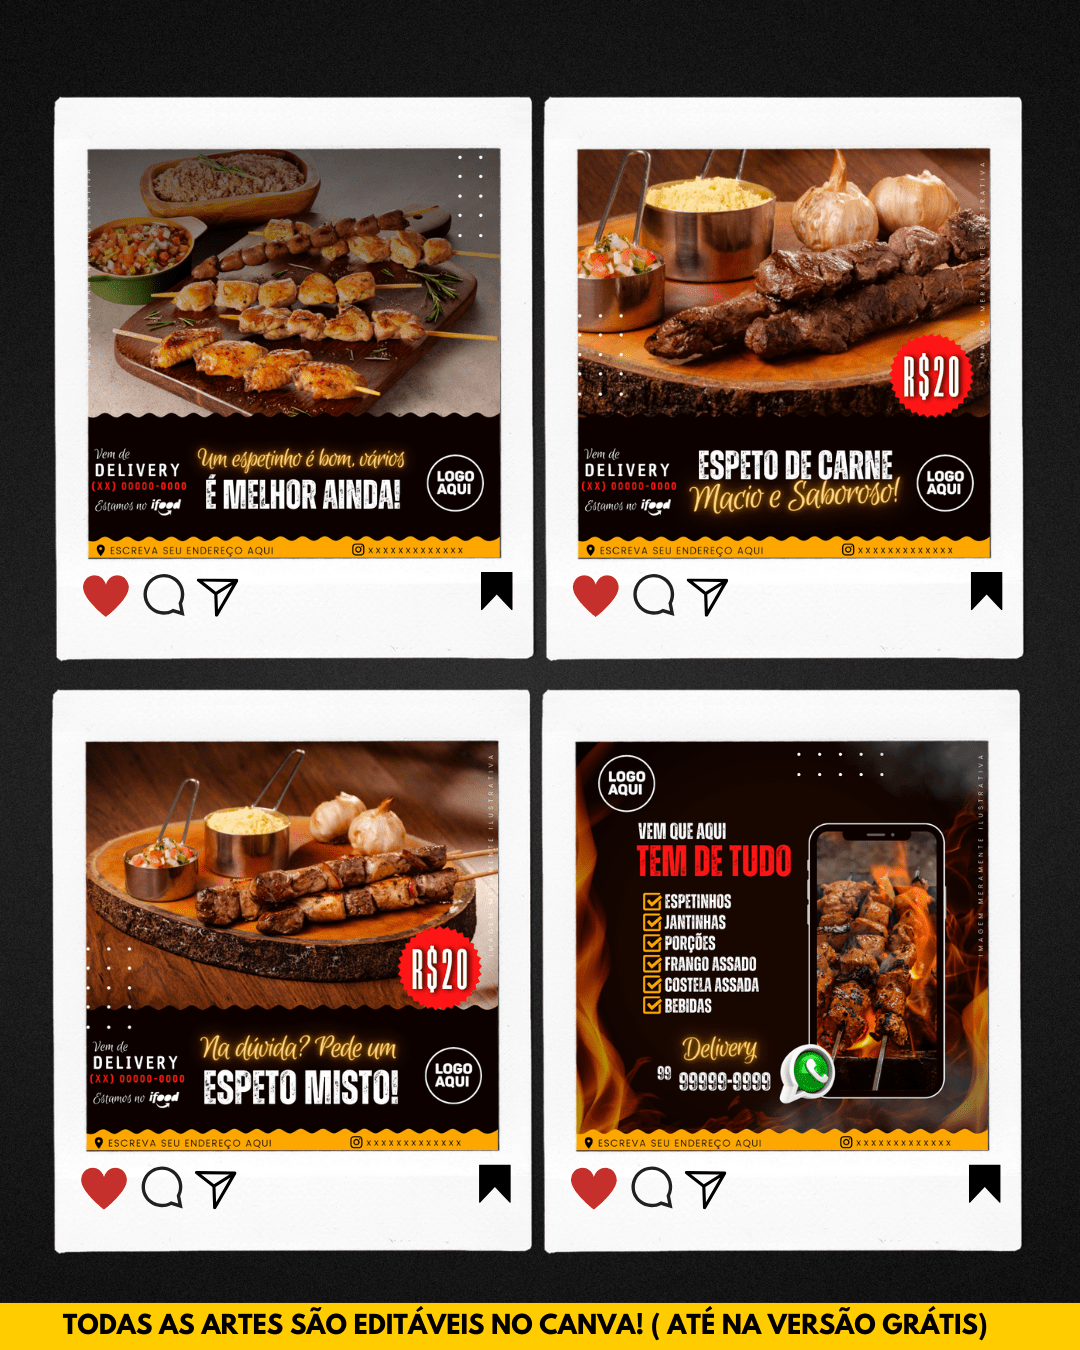 Vem de
DELIVERY
(XX) 00000-0000
Estamos no ifood
Um espetinho é bom, vários
É MELHOR AINDA!
LOGO
AQUI
ESCREVA SEU ENDEREÇO AQUI
XXXXXXXXXXXXX
IMAGEM MERAMENTE ILUSTRATIVA
R$20
Vem de
DELIVERY
(XX) 00000-0000
Estamos no ifood
ESPETO DE CARNE
Macio e Saboroso!
LOGO
AQUI
ESCREVA SEU ENDEREÇO AQUI
XXXXXXXXXXXXX
IMAGEM MERAMENTE ILUSTRATIVA
R$20
Vem de
DELIVERY
(XX) 00000-0000
Estamos no ifood
Na dúvida? Pede um
ESPETO MISTO!
LOGO
AQUI
ESCREVA SEU ENDEREÇO AQUI
XXXXXXXXXXXXX
LOGO
AQUI
IMAGEM MERAMENTE ILUSTRATIVA
VEM QUE AQUI
TEM DE TUDO
ESPETINHOS
JANTINHAS
PORÇÕES
FRANGO ASSADO
COSTELA ASSADA
BEBIDAS
Delivery
99 99999-9999
ESCREVA SEU ENDEREÇO AQUI
XXXXXXXXXXXXX
TODAS AS ARTES SÃO EDITÁVEIS NO CANVA! ( ATÉ NA VERSÃO GRÁTIS)